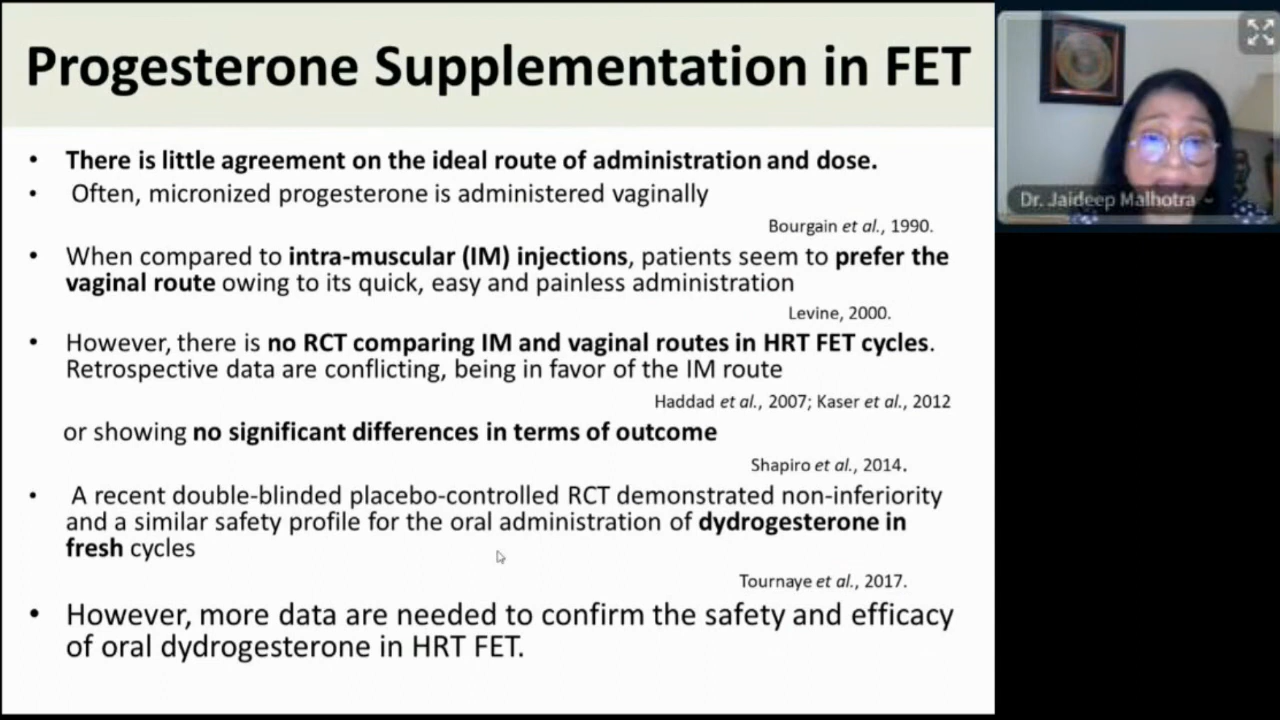 Progesterone Supplementation in FET
• There is little agreement on the ideal route of administration and dose.
• Often, micronized progesterone is administered vaginally
Bourgain et al., 1990.
• When compared to intra-muscular (IM) injections, patients seem to prefer the
vaginal route owing to its quick, easy and painless administration
Levine, 2000.
• However, there is no RCT comparing IM and vaginal routes in HRT FET cycles.
Retrospective data are conflicting, being in favor of the IM route
Haddad et al., 2007; Kaser et al., 2012
or showing no significant differences in terms of outcome
Shapiro et al., 2014.
• A recent double-blinded placebo-controlled RCT demonstrated non-inferiority
and a similar safety profile for the oral administration of dydrogesterone in
fresh cycles
Tournaye et al., 2017.
• However, more data are needed to confirm the safety and efficacy
of oral dydrogesterone in HRT FET.
Dr. Jaideep Malhotra